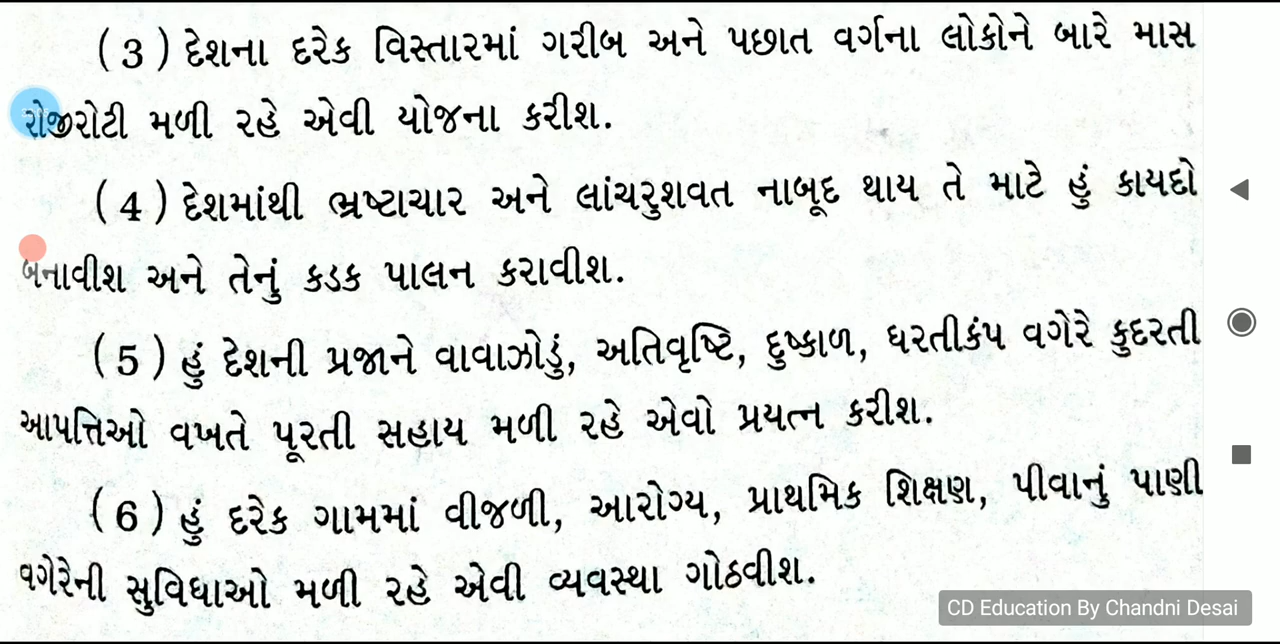 (3) દેશના દરેક વિસ્તારમાં ગરીબ અને પછાત વર્ગના લોકોને બારે માસ
રોજીરોટી મળી રહે એવી યોજના કરીશ.
(4) દેશમાંથી ભ્રષ્ટાચાર અને લાંચરુશવત નાબૂદ થાય તે માટે હું કાયદો
બનાવીશ અને તેનું કડક પાલન કરાવીશ.
(5) હું દેશની પ્રજાને વાવાઝોડું, અતિવૃષ્ટિ, દુષ્કાળ, ધરતીકંપ વગેરે કુદરતી
આપત્તિઓ વખતે પૂરતી સહાય મળી રહે એવો પ્રયત્ન કરીશ.
(6) હું દરેક ગામમાં વીજળી, આરોગ્ય, પ્રાથમિક શિક્ષણ, પીવાનું પાણી
વગેરેની સુવિધાઓ મળી રહે એવી વ્યવસ્થા ગોઠવીશ.
CD Education By Chandni Desai